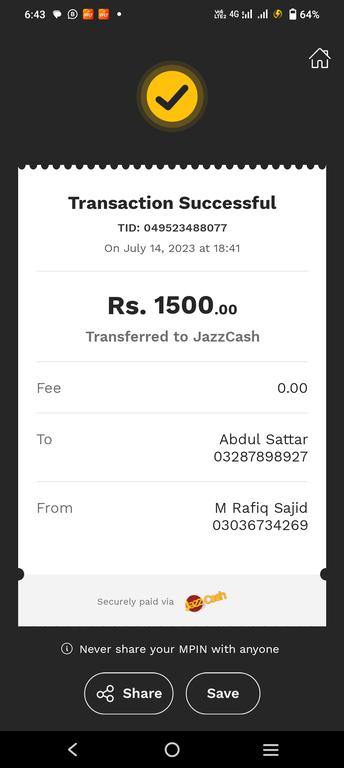 6:43 4G 64%
Transaction Successful
TID: 049523488077
On July 14, 2023 at 18:41
Rs. 1500.00
Transferred to JazzCash
Fee 0.00
To Abdul Sattar
03287898927
From M Rafiq Sajid
03036734269
Securely paid via JazzCash
Never share your MPIN with anyone
Share Save